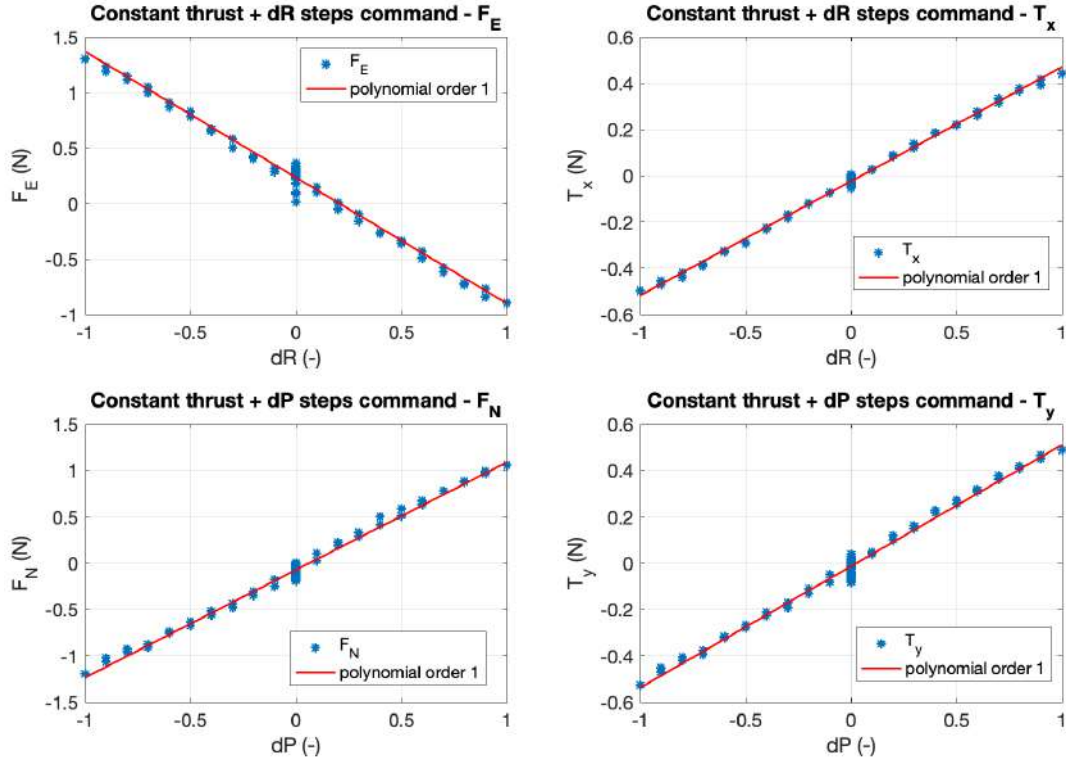 Constant thrust + dR steps command - F_E
1.5
1
0.5
0
-0.5
-1
F_E (N)
F_E
polynomial order 1
-1 -0.5 0 0.5 1
dR (-)
Constant thrust + dR steps command - T_x
0.6
0.4
0.2
0
-0.2
-0.4
-0.6
T_x (N)
T_x
polynomial order 1
-1 -0.5 0 0.5 1
dR (-)
Constant thrust + dP steps command - F_N
1.5
1
0.5
0
-0.5
-1
-1.5
F_N (N)
F_N
polynomial order 1
-1 -0.5 0 0.5 1
dP (-)
Constant thrust + dP steps command - T_y
0.6
0.4
0.2
0
-0.2
-0.4
-0.6
T_y (N)
T_y
polynomial order 1
-1 -0.5 0 0.5 1
dP (-)